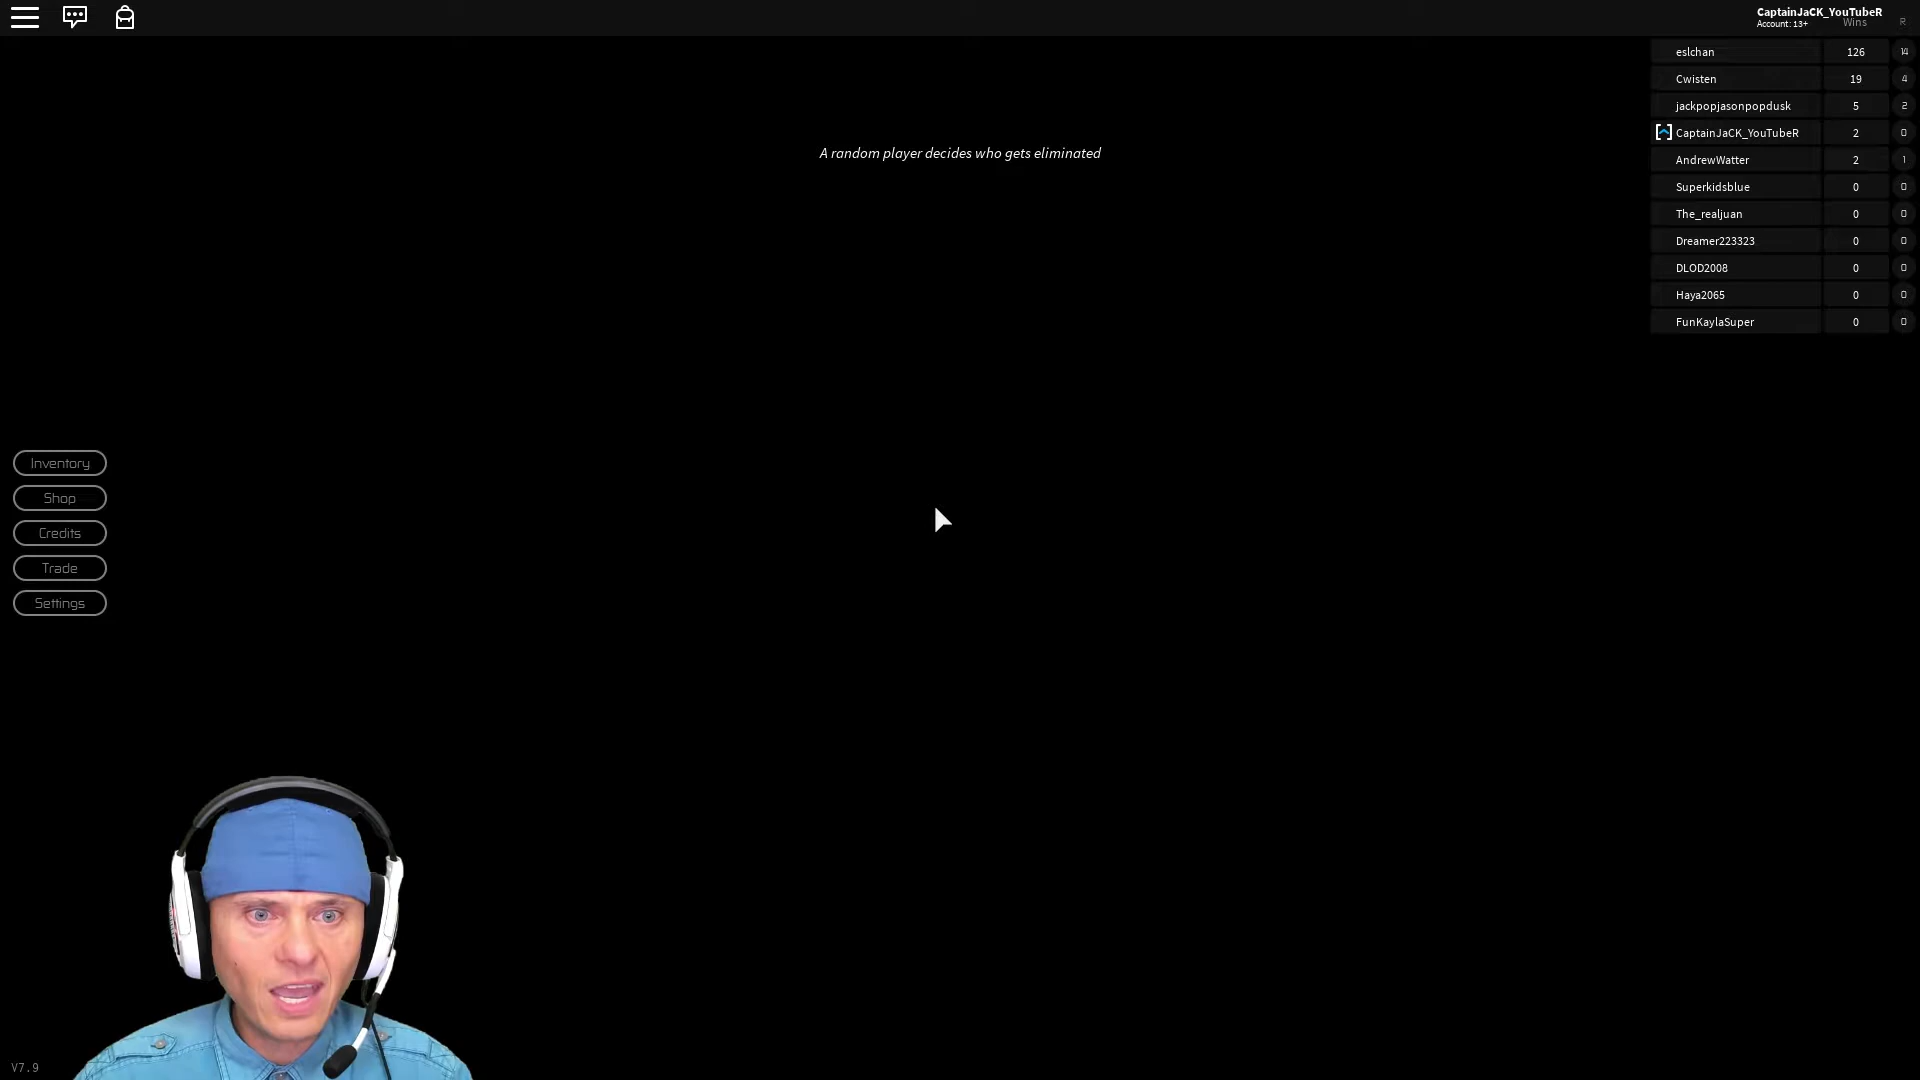 CaptainJaCK_YouTubeR
Account: 13+
Wins
R
eslchan 126 14
Cwisten 19 4
jackpopjasonpopdusk 5 2
CaptainJaCK_YouTubeR 2 0
AndrewWatter 2 1
Superkidsblue 0 0
The_realjuan 0 0
Dreamer223323 0 0
DLOD2008 0 0
Haya2065 0 0
FunKaylaSuper 0 0
A random player decides who gets eliminated
Inventory
Shop
Credits
Trade
Settings
V7.9